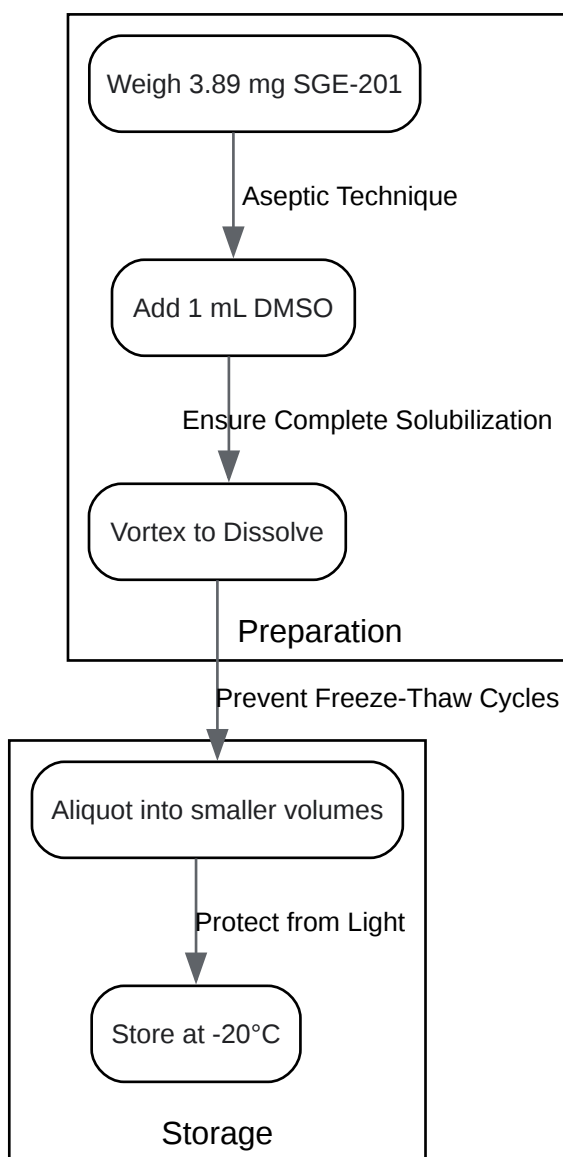 Weigh 3.89 mg SGE-201
Aseptic Technique
Add 1 mL DMSO
Ensure Complete Solubilization
Vortex to Dissolve
Preparation
Prevent Freeze-Thaw Cycles
Aliquot into smaller volumes
Protect from Light
Store at -20°C
Storage